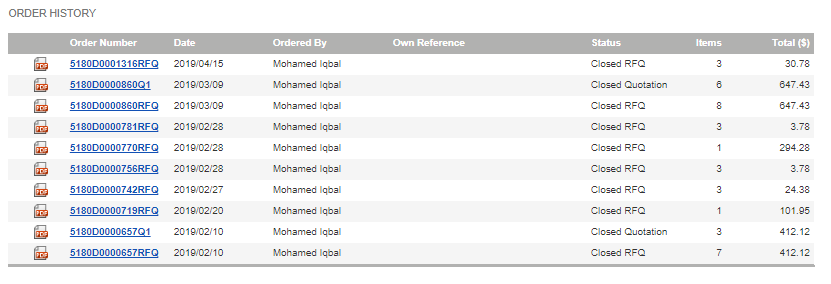 ORDER HISTORY
Order Number Date Ordered By Own Reference Status Items Total ($)
PDF 5180D0001316RFQ 2019/04/15 Mohamed Iqbal Closed RFQ 3 30.78
PDF 5180D0000860Q1 2019/03/09 Mohamed Iqbal Closed Quotation 6 647.43
PDF 5180D0000860RFQ 2019/03/09 Mohamed Iqbal Closed RFQ 8 647.43
PDF 5180D0000781RFQ 2019/02/28 Mohamed Iqbal Closed RFQ 3 3.78
PDF 5180D0000770RFQ 2019/02/28 Mohamed Iqbal Closed RFQ 1 294.28
PDF 5180D0000756RFQ 2019/02/28 Mohamed Iqbal Closed RFQ 3 3.78
PDF 5180D0000742RFQ 2019/02/27 Mohamed Iqbal Closed RFQ 3 24.38
PDF 5180D0000719RFQ 2019/02/20 Mohamed Iqbal Closed RFQ 1 101.95
PDF 5180D0000657Q1 2019/02/10 Mohamed Iqbal Closed Quotation 3 412.12
PDF 5180D0000657RFQ 2019/02/10 Mohamed Iqbal Closed RFQ 7 412.12